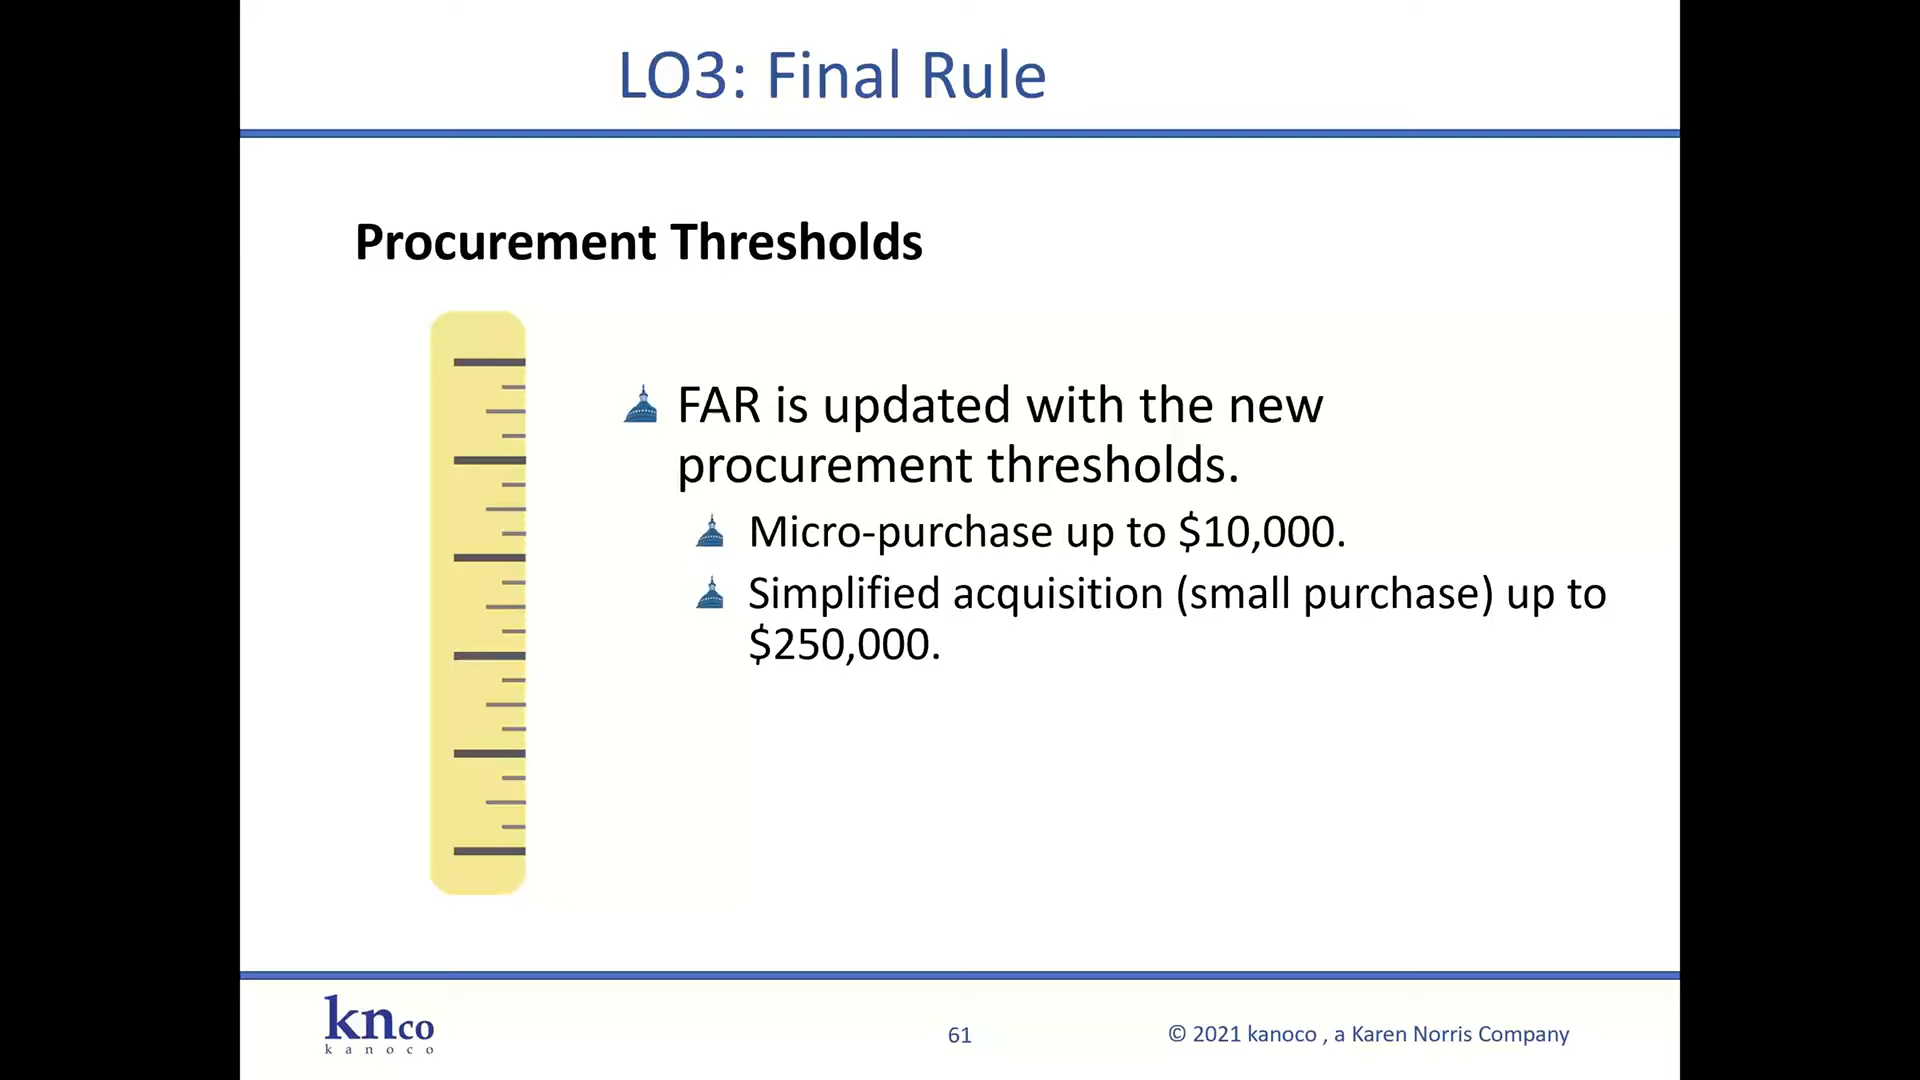 LO3: Final Rule
Procurement Thresholds
FAR is updated with the new
procurement thresholds.
Micro-purchase up to $10,000.
Simplified acquisition (small purchase) up to
$250,000.
knco
kanoco
61
© 2021 kanoco , a Karen Norris Company